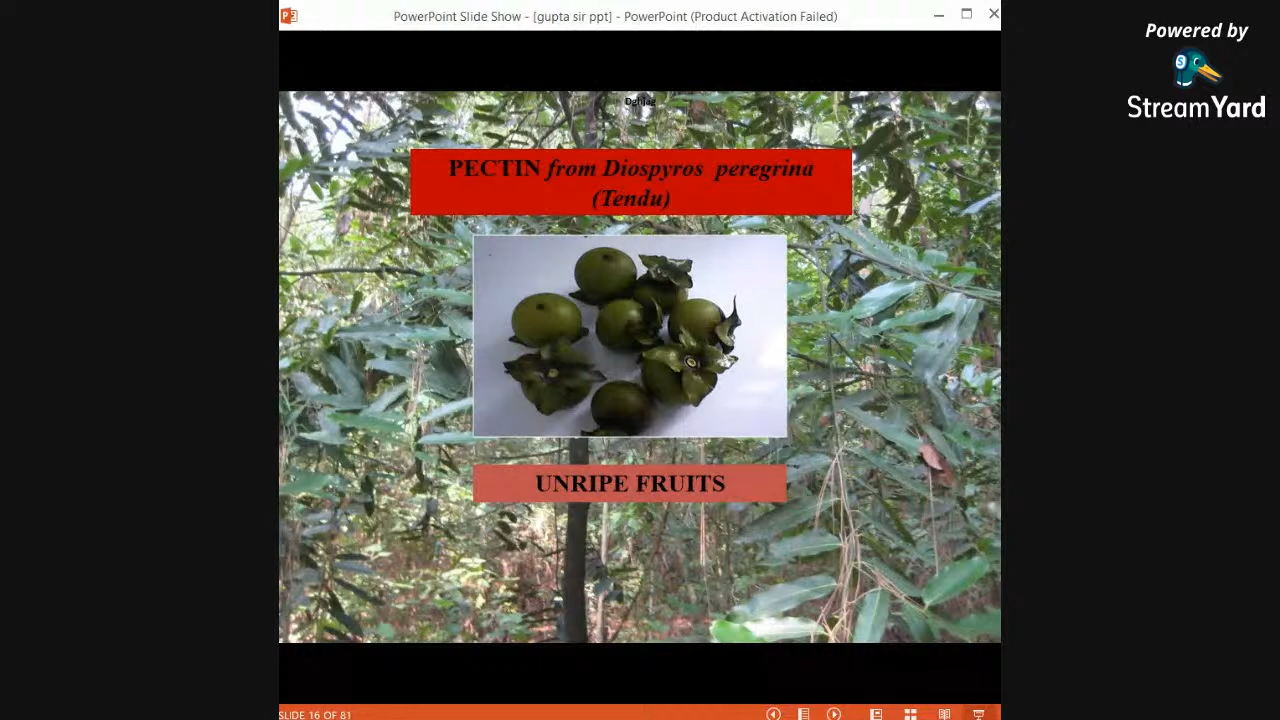 PowerPoint Slide Show - [gupta sir ppt] - PowerPoint (Product Activation Failed)
Powered by
StreamYard
PECTIN from Diospyros peregrina
(Tendu)
UNRIPE FRUITS
SLIDE 16 OF 81